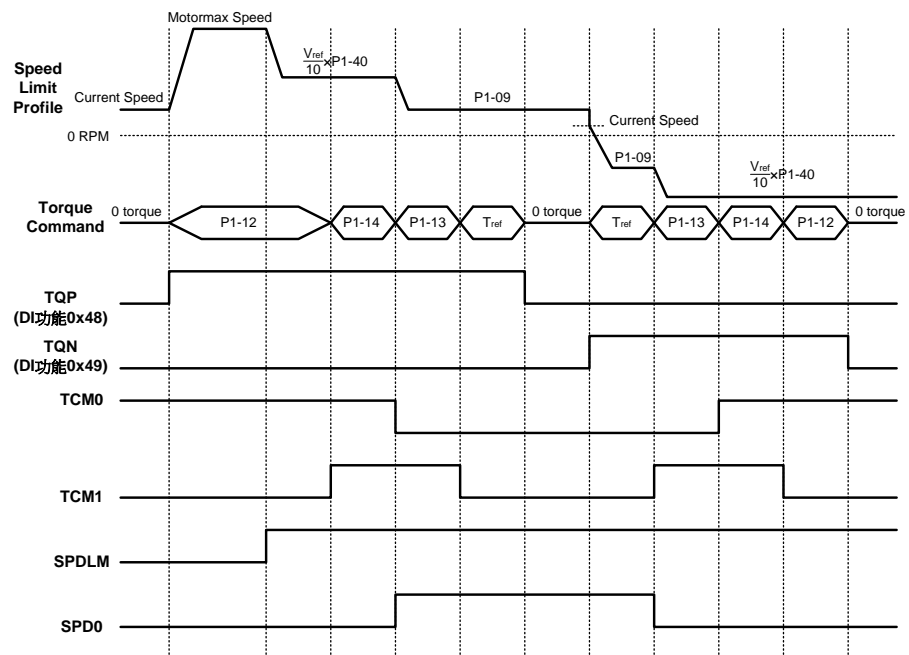 Motormax Speed
Speed
Limit
Profile
Current Speed
Vref
10 ×P1-40
P1-09
0 RPM
Current Speed
P1-09
Vref
10 ×P1-40
Torque
Command
0 torque
P1-12
P1-14
P1-13
Tref
0 torque
Tref
P1-13
P1-14
P1-12
0 torque
TQP
(DI功能0x48)
TQN
(DI功能0x49)
TCM0
TCM1
SPDLM
SPD0